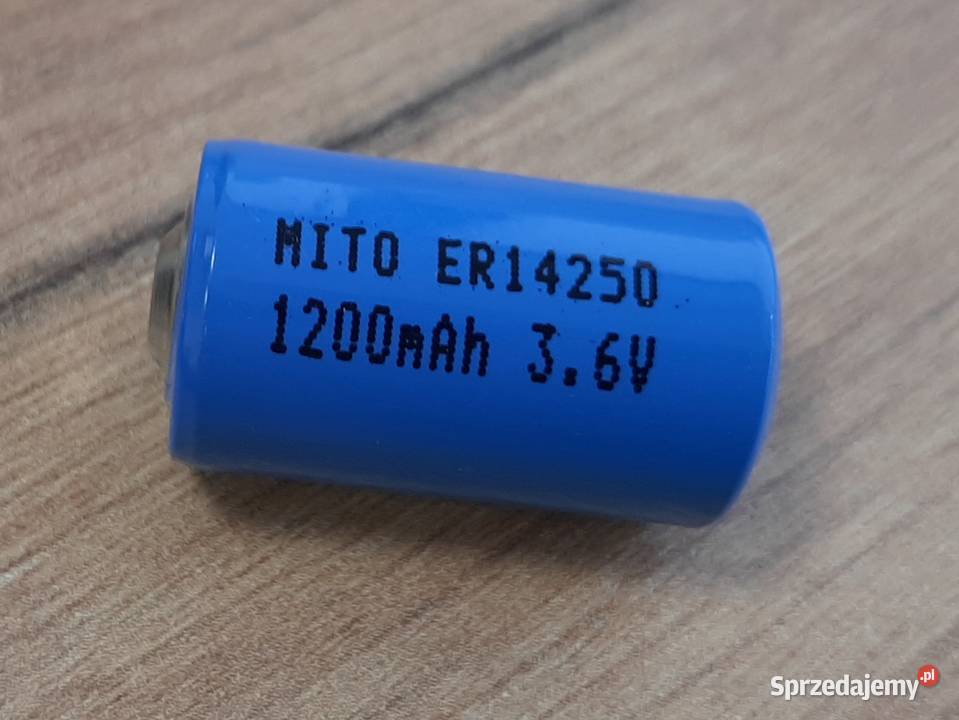 MITO ER14250
1200mAh 3.6V
Sprzedajemy.pl